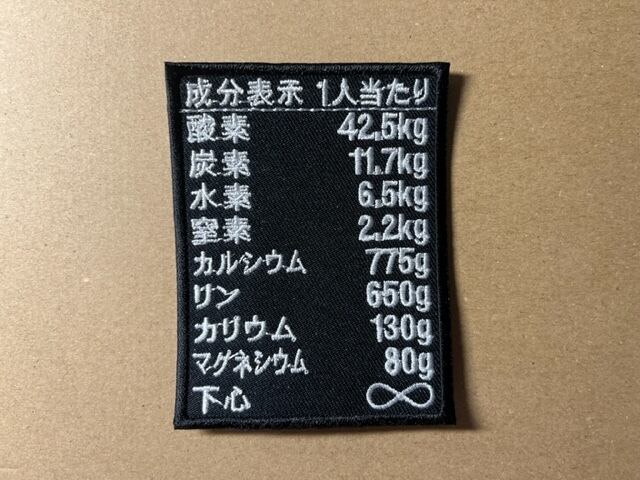 成分表示 1人当たり
酸素 42.5kg
炭素 11.7kg
水素 6.5kg
窒素 2.2kg
カルシウム 775g
リン 650g
カリウム 130g
マグネシウム 80g
下心 ∞